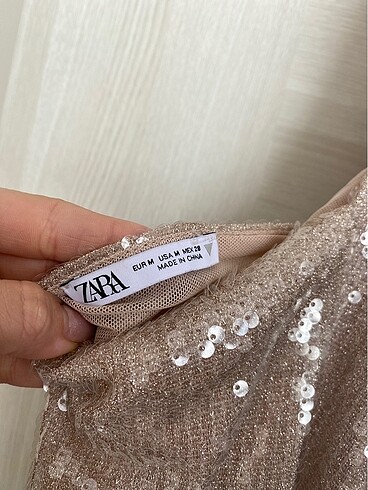 ZARA
EUR M USA M MEX 28
MADE IN CHINA